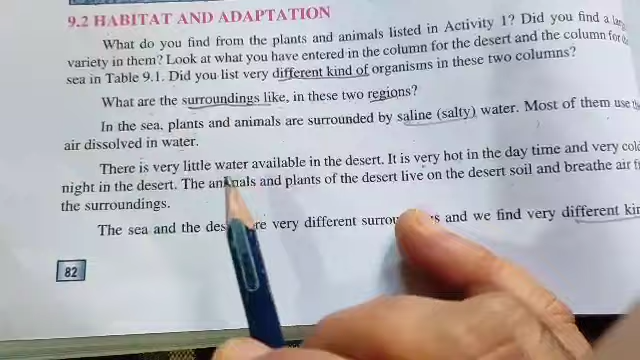 9.2 HABITAT AND ADAPTATION
What do you find from the plants and animals listed in Activity 1? Did you find a
variety in them? Look at what you have entered in the column for the desert and the column for
sea in Table 9.1. Did you list very different kind of organisms in these two columns?
What are the surroundings like, in these two regions?
In the sea, plants and animals are surrounded by saline (salty) water. Most of them use
air dissolved in water.
There is very little water available in the desert. It is very hot in the day time and very cold
night in the desert. The animals and plants of the desert live on the desert soil and breathe air
the surroundings.
The sea and the very different and we find very different
82